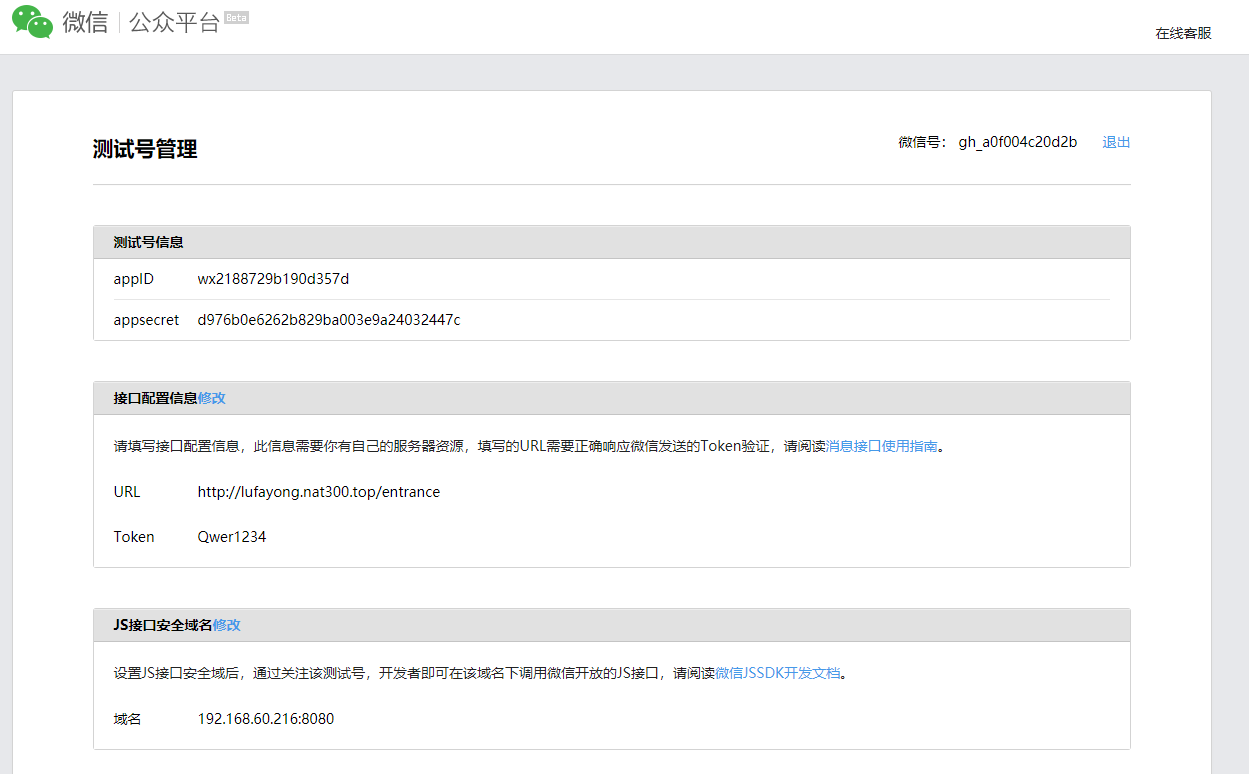 微信 公众平台 Beta
在线客服
测试号管理
微信号： gh_a0f004c20d2b 退出
测试号信息
appID wx2188729b190d357d
appsecret d976b0e6262b829ba003e9a24032447c
接口配置信息修改
请填写接口配置信息，此信息需要你有自己的服务器资源，填写的URL需要正确响应微信发送的Token验证，请阅读消息接口使用指南。
URL http://lufayong.nat300.top/entrance
Token Qwer1234
JS接口安全域名修改
设置JS接口安全域后，通过关注该测试号，开发者即可在该域名下调用微信开放的JS接口，请阅读微信JSSDK开发文档。
域名 192.168.60.216:8080